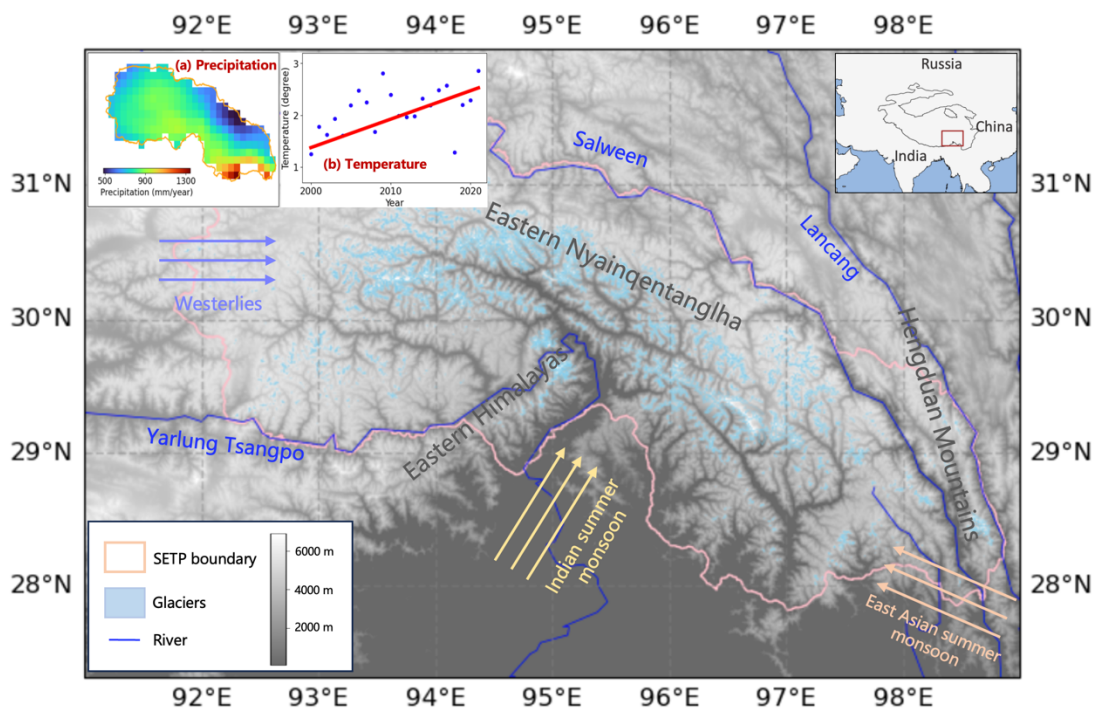 92°E 93°E 94°E 95°E 96°E 97°E 98°E
(a) Precipitation
500 900 1300
Precipitation (mm/year)
3
2
1
Temperature (degree)
(b) Temperature
2000 2010 2020
Year
Russia
China
India
31°N
31°N
30°N
30°N
29°N
29°N
28°N
28°N
Salween
Lancang
Eastern Nyainqentanglha
Westerlies
Hengduan Mountains
Eastern Himalayas
Yarlung Tsangpo
Indian summer
monsoon
East Asian summer
monsoon
SETP boundary
Glaciers
River
6000 m
4000 m
2000 m
92°E 93°E 94°E 95°E 96°E 97°E 98°E